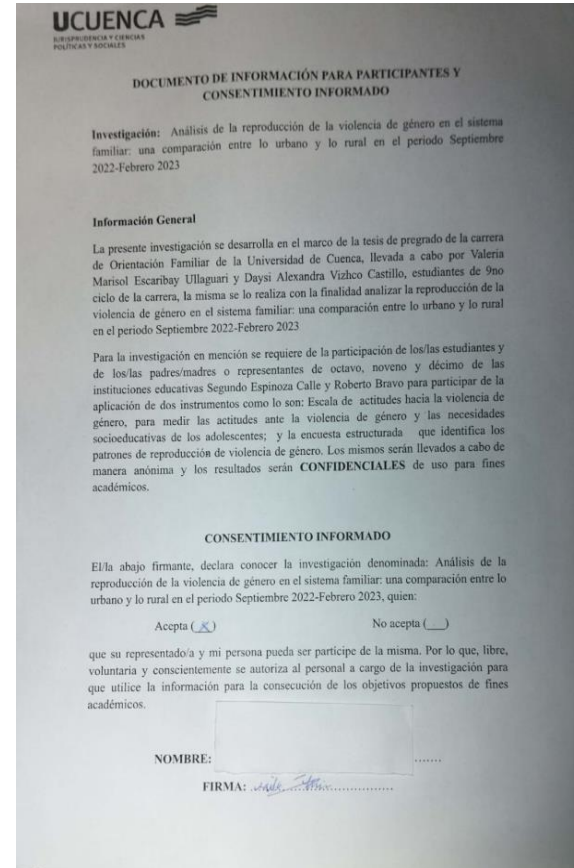 UCUENCA
JURISPRUDENCIA Y CIENCIAS
POLÍTICAS Y SOCIALES
DOCUMENTO DE INFORMACIÓN PARA PARTICIPANTES Y
CONSENTIMIENTO INFORMADO
Investigación: Análisis de la reproducción de la violencia de género en el sistema
familiar: una comparación entre lo urbano y lo rural en el periodo Septiembre
2022-Febrero 2023
Información General
La presente investigación se desarrolla en el marco de la tesis de pregrado de la carrera
de Orientación Familiar de la Universidad de Cuenca, llevada a cabo por Valeria
Marisol Escaribay Ullaguari y Daysi Alexandra Vizhco Castillo, estudiantes de 9no
ciclo de la carrera, la misma se lo realiza con la finalidad analizar la reproducción de la
violencia de género en el sistema familiar: una comparación entre lo urbano y lo rural
en el periodo Septiembre 2022-Febrero 2023
Para la investigación en mención se requiere de la participación de los/las estudiantes y
de los/las padres/madres o representantes de octavo, noveno y décimo de las
instituciones educativas Segundo Espinoza Calle y Roberto Bravo para participar de la
aplicación de dos instrumentos como lo son: Escala de actitudes hacia la violencia de
género, para medir las actitudes ante la violencia de género y las necesidades
socioeducativas de los adolescentes; y la encuesta estructurada que identifica los
patrones de reproducción de violencia de género. Los mismos serán llevados a cabo de
manera anónima y los resultados serán CONFIDENCIALES de uso para fines
académicos.
CONSENTIMIENTO INFORMADO
El/la abajo firmante, declara conocer la investigación denominada: Análisis de la
reproducción de la violencia de género en el sistema familiar: una comparación entre lo
urbano y lo rural en el periodo Septiembre 2022-Febrero 2023, quien:
Acepta (x) No acepta (__)
que su representado/a y mi persona pueda ser participe de la misma. Por lo que, libre,
voluntaria y conscientemente se autoriza al personal a cargo de la investigación para
que utilice la información para la consecución de los objetivos propuestos de fines
académicos.
NOMBRE: ......
FIRMA: ................